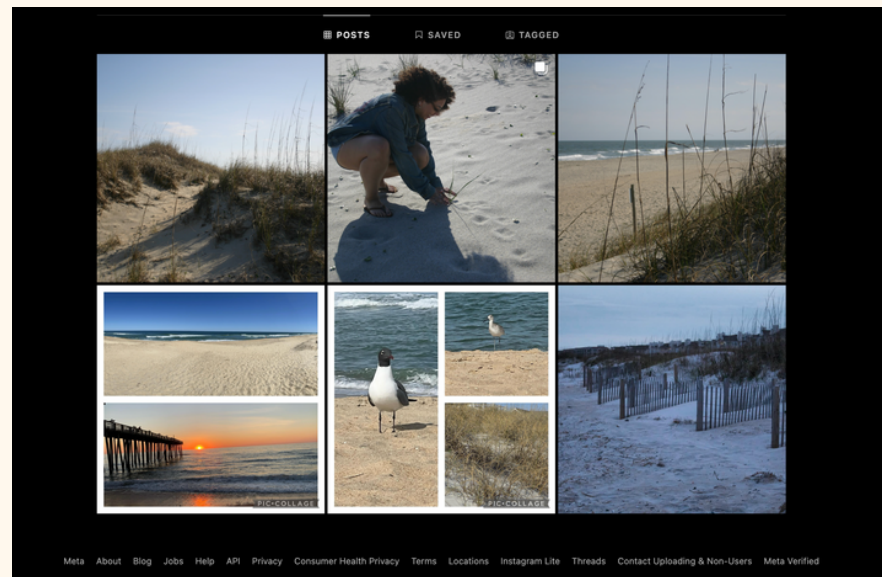 POSTS SAVED TAGGED
PIC•COLLAGE PIC•COLLAGE
Meta About Blog Jobs Help API Privacy Consumer Health Privacy Terms Locations Instagram Lite Threads Contact Uploading & Non-Users Meta Verified